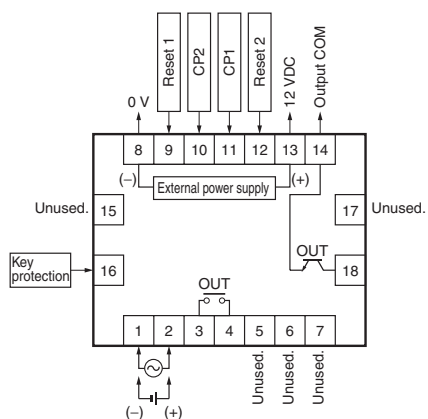 0 V
Reset 1
CP2
CP1
Reset 2
12 VDC
Output COM
8
9
10
11
12
13
14
(−)
External power supply
(+)
Unused.
15
17
Unused.
Key
protection
16
OUT
18
OUT
1
2
3
4
5
6
7
Unused.
Unused.
Unused.
(−)
(+)